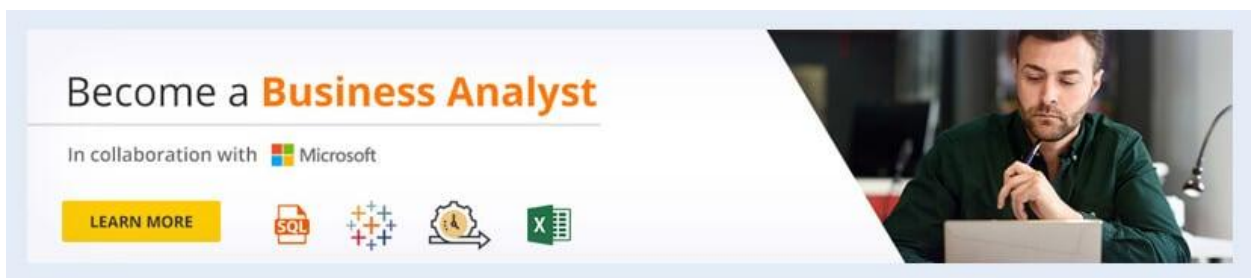 Become a Business Analyst
In collaboration with Microsoft
LEARN MORE
SQL
X